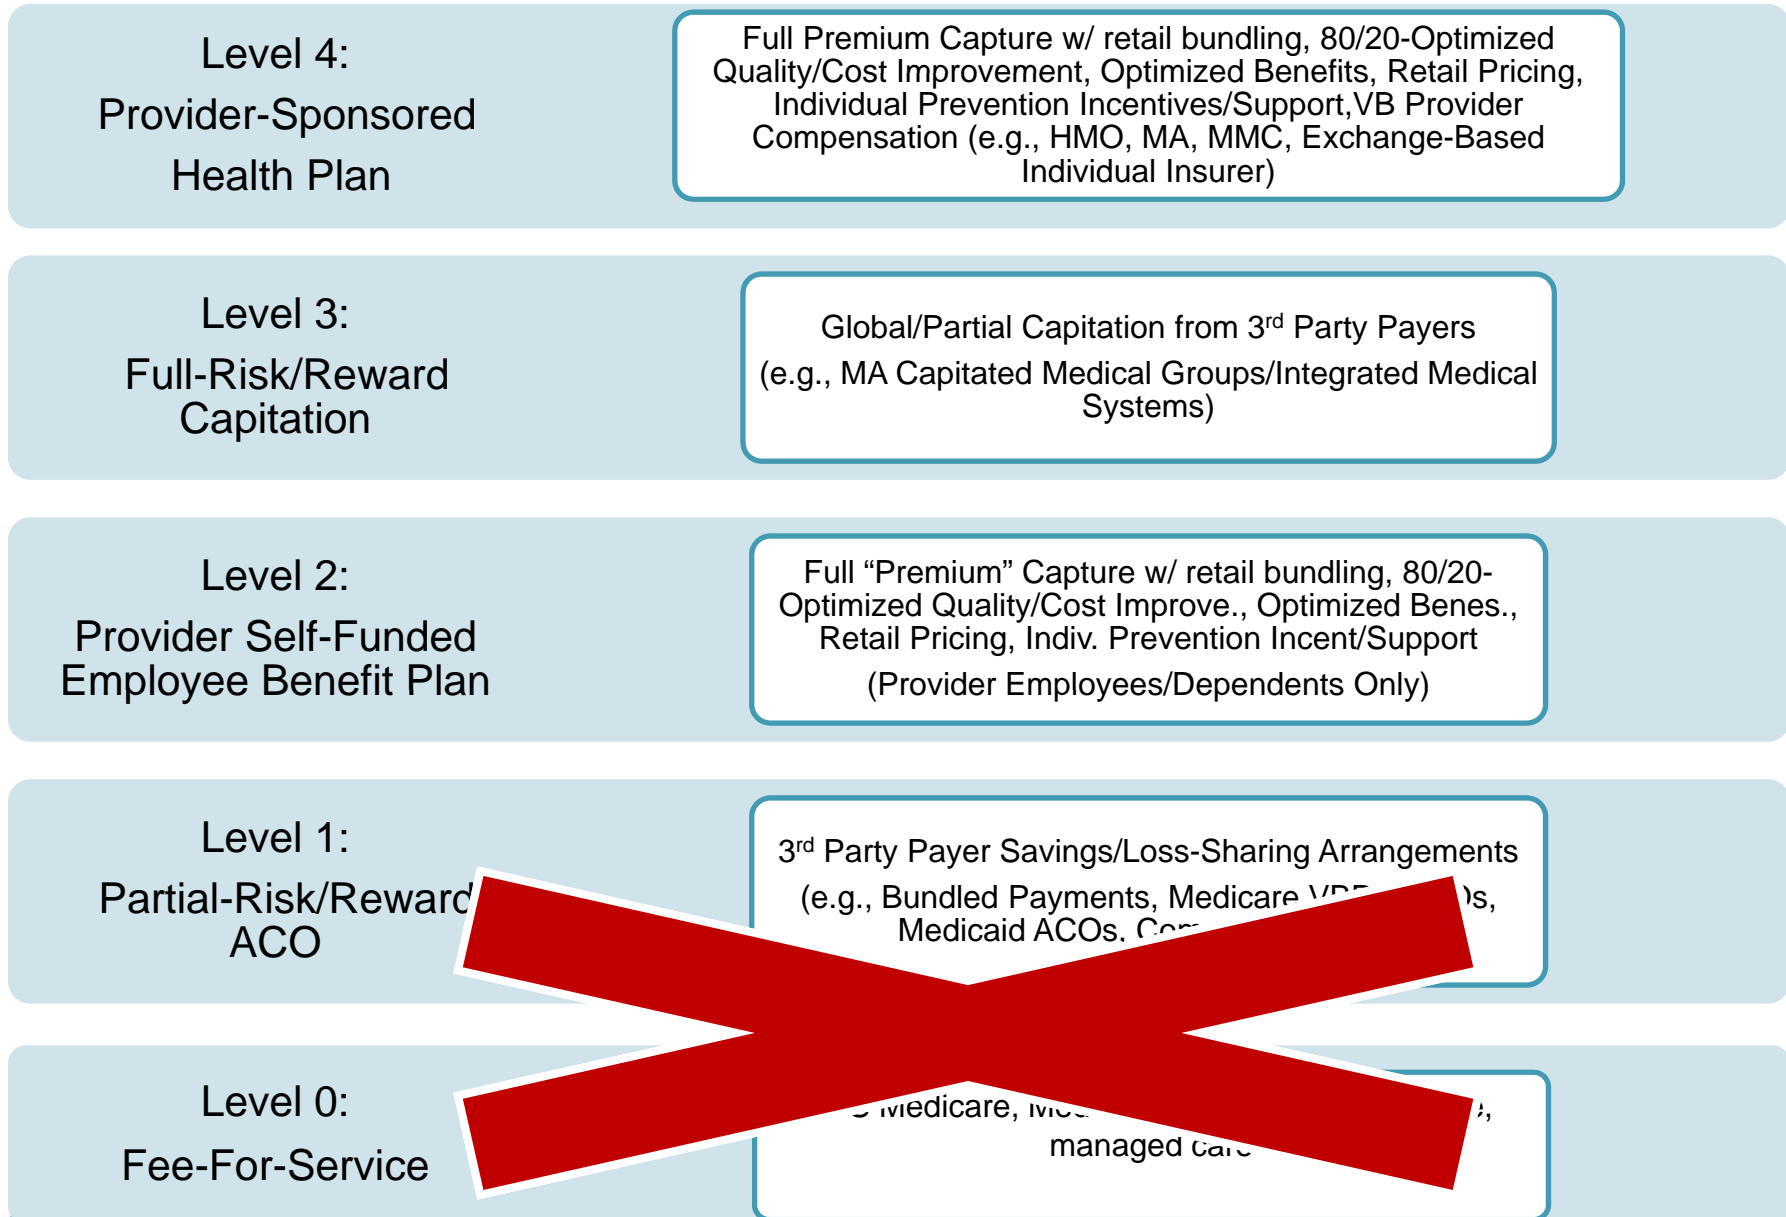 Level 4:
Provider-Sponsored
Health Plan
Full Premium Capture w/ retail bundling, 80/20-Optimized
Quality/Cost Improvement, Optimized Benefits, Retail Pricing,
Individual Prevention Incentives/Support,VB Provider
Compensation (e.g., HMO, MA, MMC, Exchange-Based
Individual Insurer)
Level 3:
Full-Risk/Reward
Capitation
Global/Partial Capitation from 3rd Party Payers
(e.g., MA Capitated Medical Groups/Integrated Medical
Systems)
Level 2:
Provider Self-Funded
Employee Benefit Plan
Full “Premium” Capture w/ retail bundling, 80/20-
Optimized Quality/Cost Improve., Optimized Benes.,
Retail Pricing, Indiv. Prevention Incent/Support
(Provider Employees/Dependents Only)
Level 1:
Partial-Risk/Reward
ACO
3rd Party Payer Savings/Loss-Sharing Arrangements
(e.g., Bundled Payments, Medicare
Medicaid ACOs,
Level 0:
Fee-For-Service
Medicare,
managed care